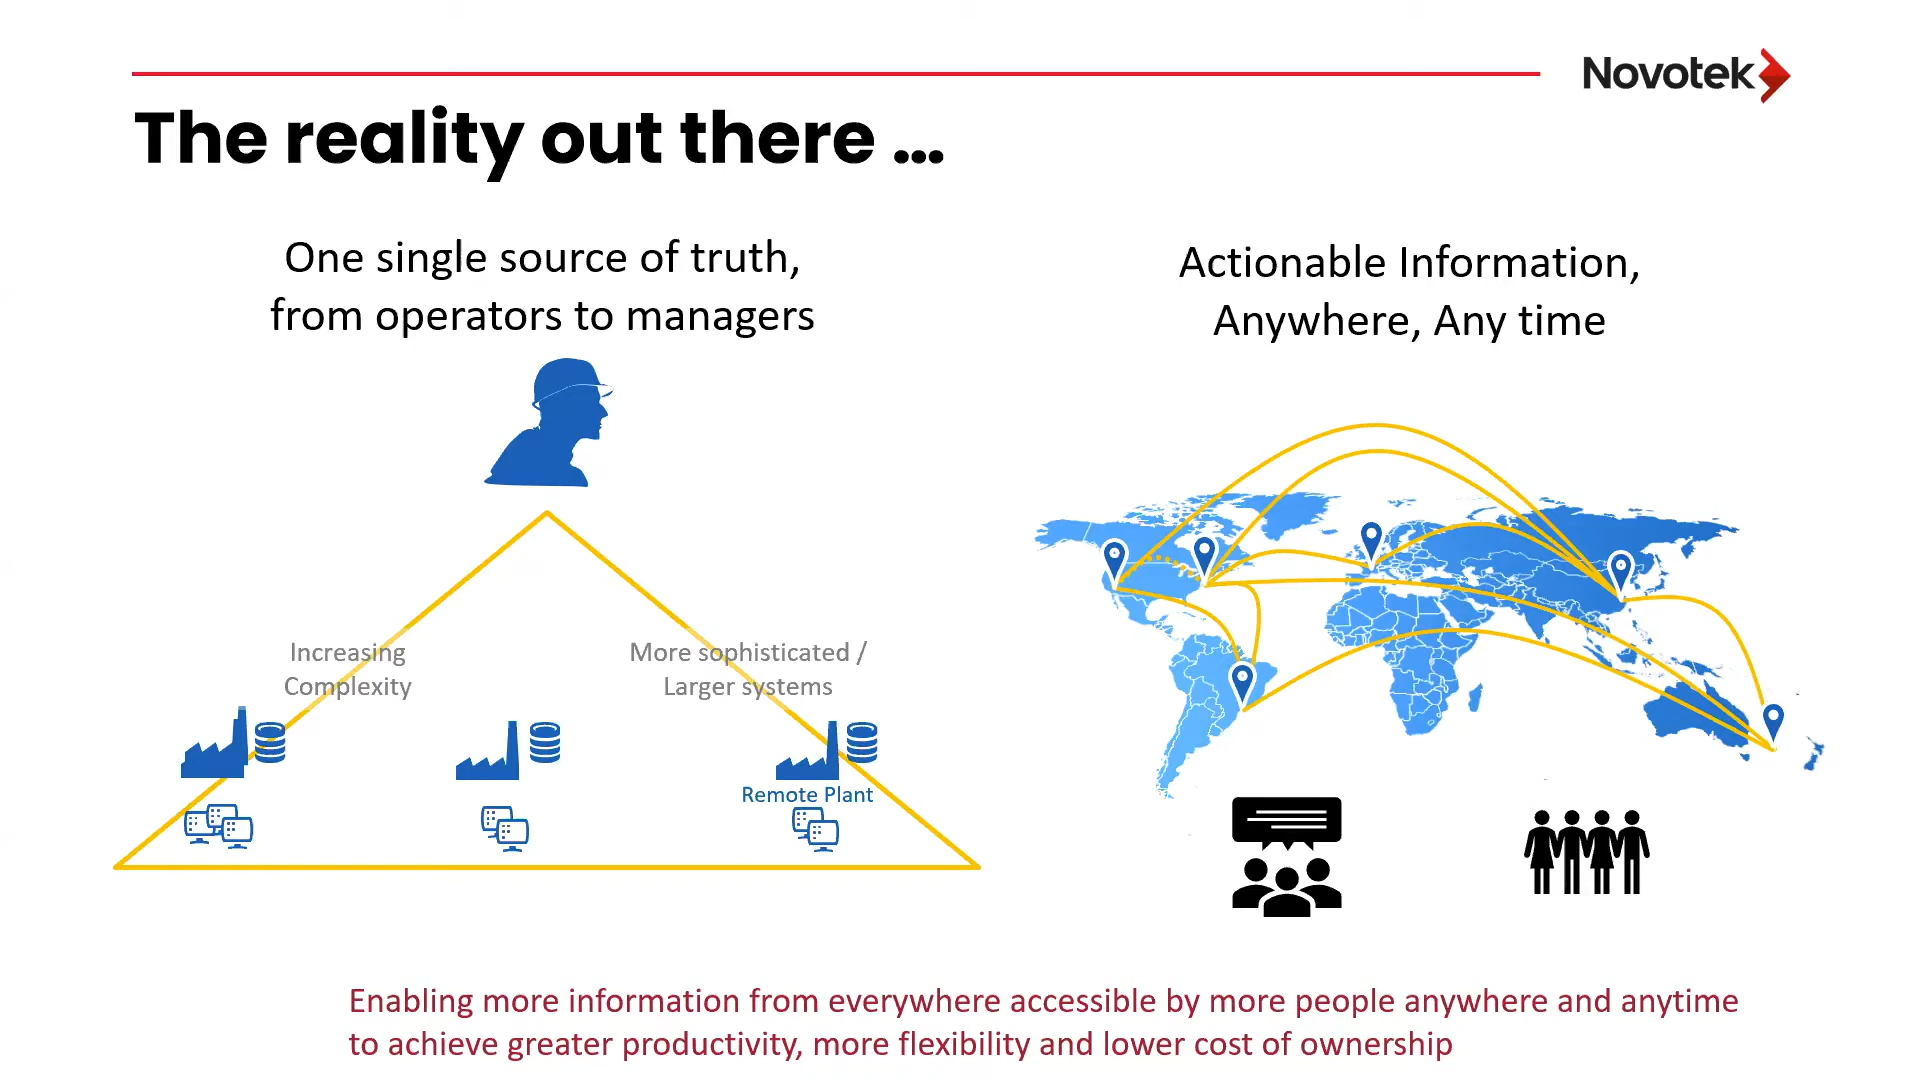 Novotek
The reality out there ...
One single source of truth,
from operators to managers
Increasing
Complexity
More sophisticated /
Larger systems
Remote Plant
Actionable Information,
Anywhere, Any time
Enabling more information from everywhere accessible by more people anywhere and anytime
to achieve greater productivity, more flexibility and lower cost of ownership